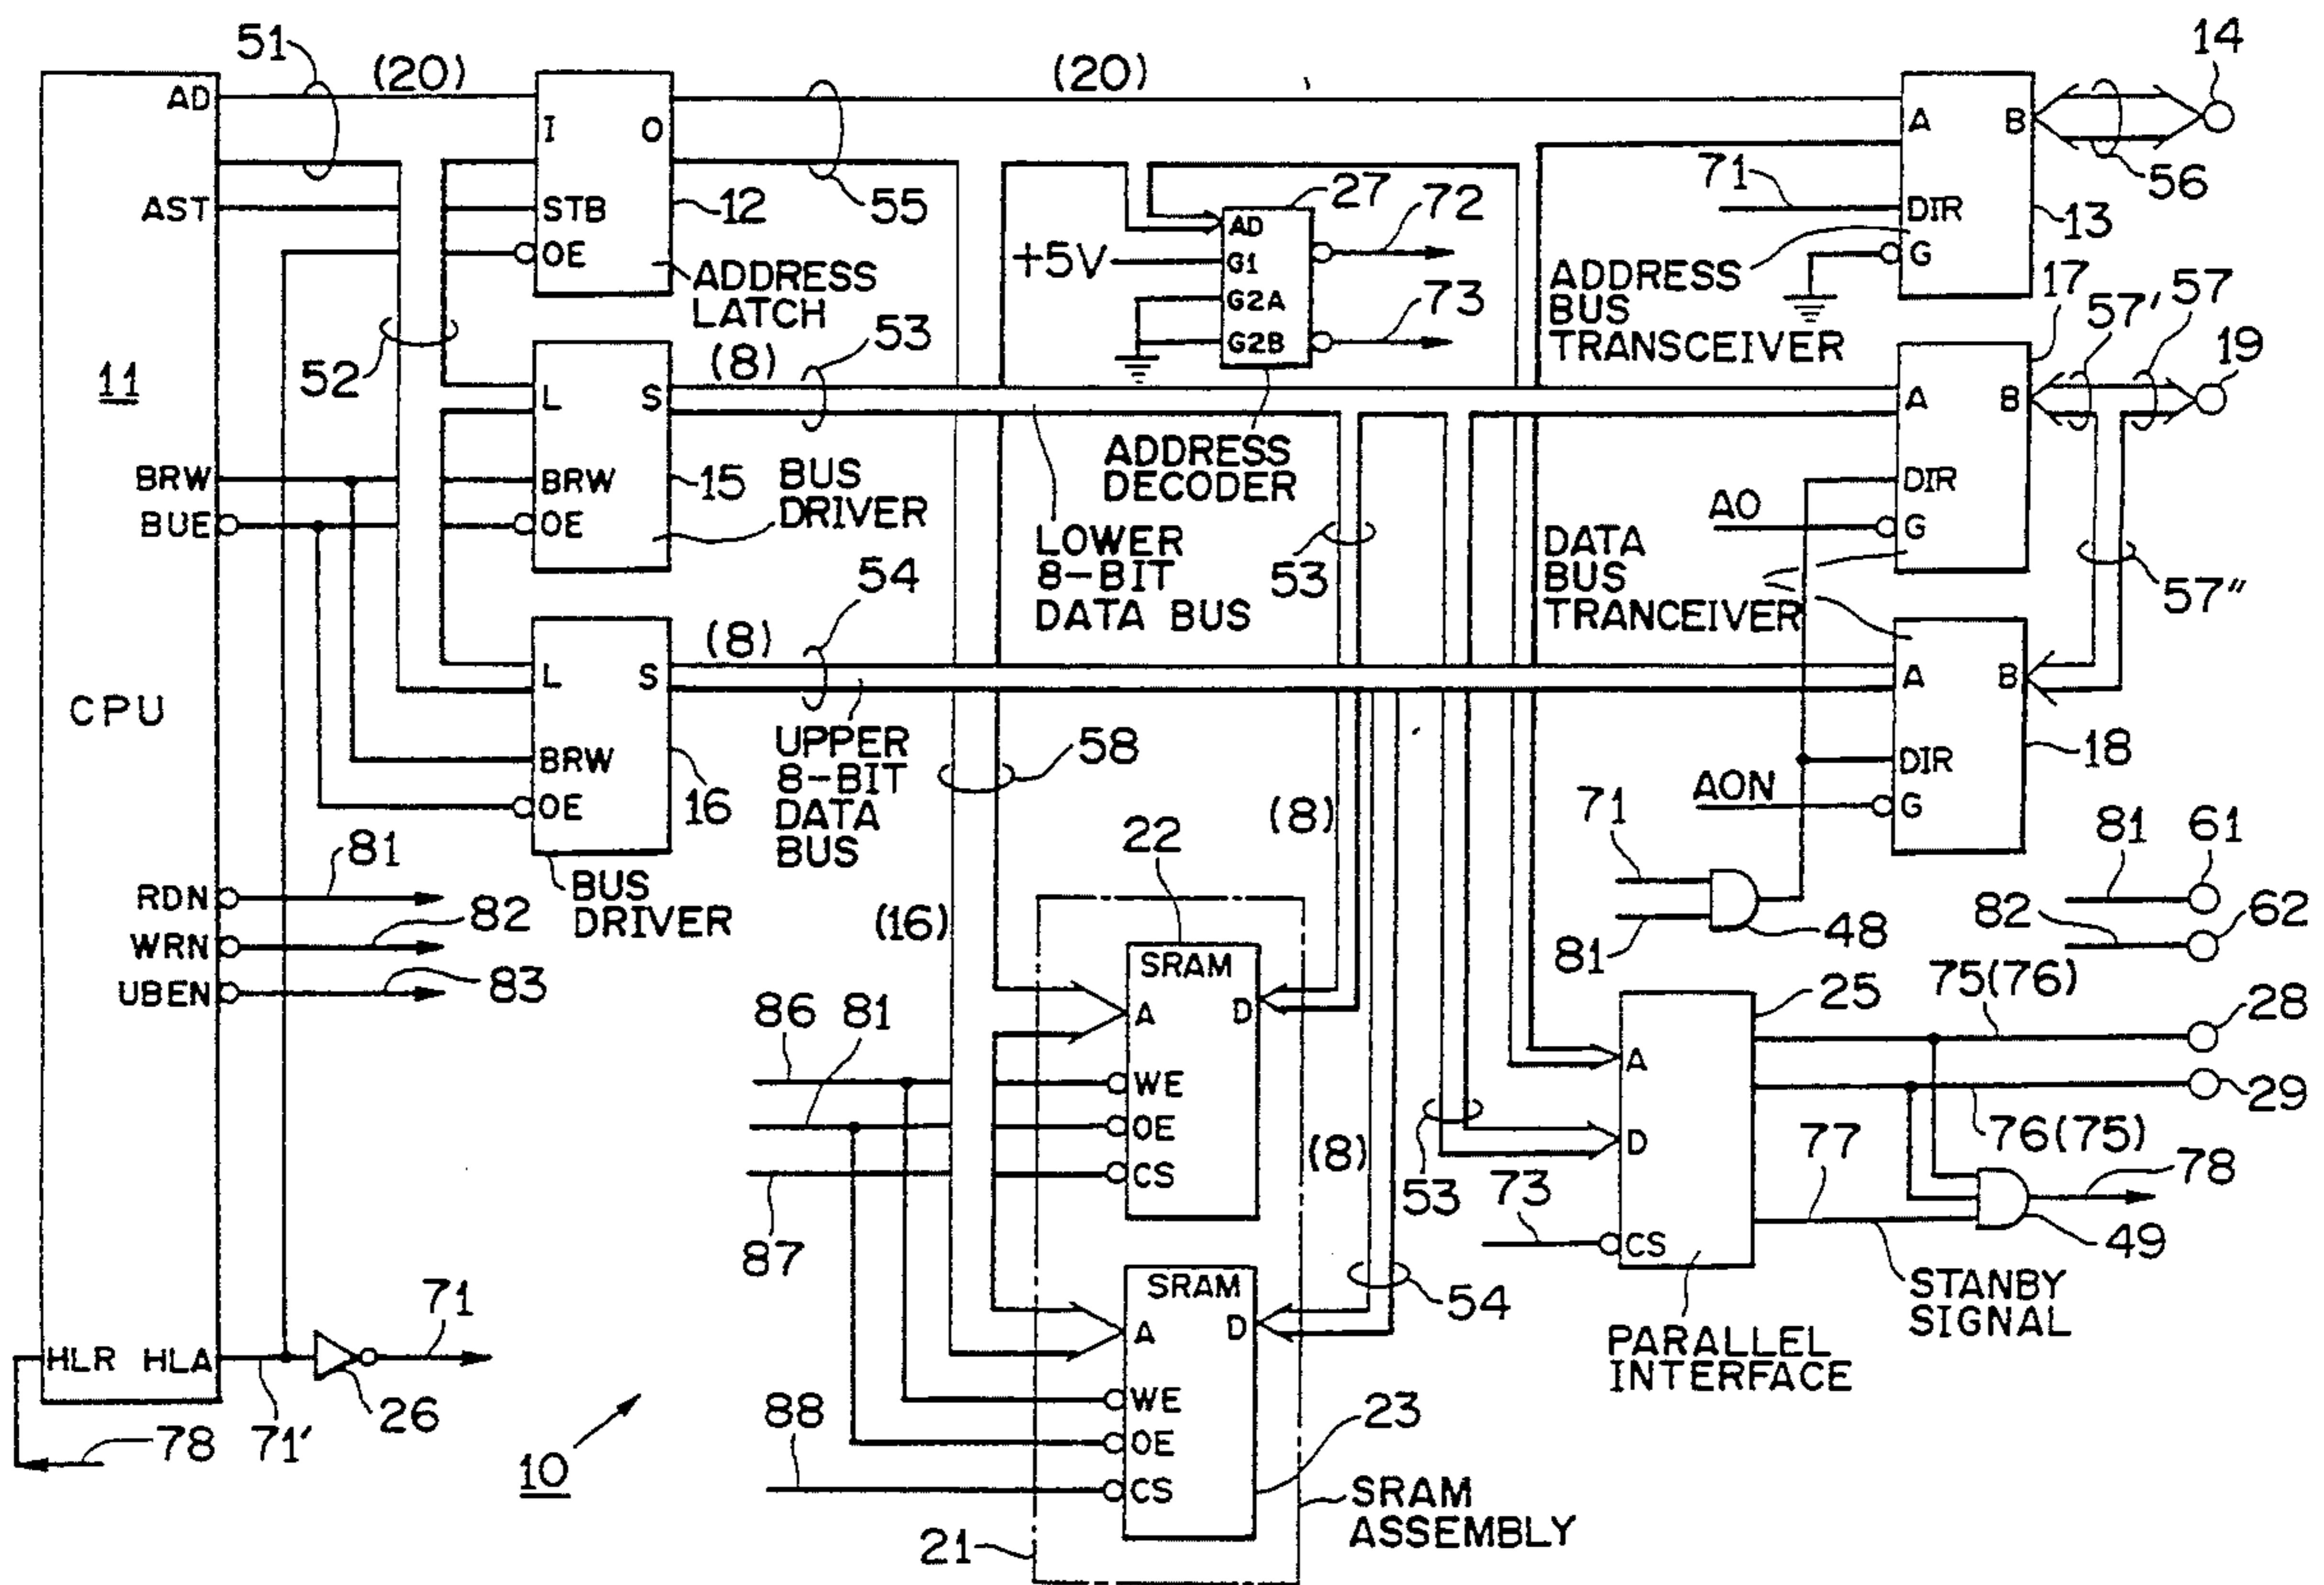 51
(20)
(20)
14
AD
I
O
A
B
AST
STB
OE
12
55
ADDRESS
LATCH
27
AD
G1
G2A
G2B
+5V
72
73
71
DIR
G
13
56
ADDRESS
BUS
TRANSCEIVER
17
57'
57
19
11
52
(8)
53
L
S
BRW
OE
15
BUS
DRIVER
ADDRESS
DECODER
A
B
DIR
G
AO
BRW
BUE
LOWER
8-BIT
DATA BUS
53
DATA
BUS
TRANCEIVER
57"
54
(8)
CPU
L
S
BRW
OE
16
BUS
DRIVER
UPPER
8-BIT
DATA
BUS
58
A
B
DIR
G
18
AON
71
81
48
(8)
22
81
61
82
62
RDN
81
WRN
82
UBEN
83
(16)
SRAM
A
D
WE
OE
CS
86
81
87
(8)
53
25
75(76)
28
29
76(75)
A
D
CS
73
77
78
49
STANBY
SIGNAL
PARALLEL
INTERFACE
54
SRAM
A
D
WE
OE
CS
88
23
SRAM
ASSEMBLY
21
HLR
HLA
71
26
71'
78
10